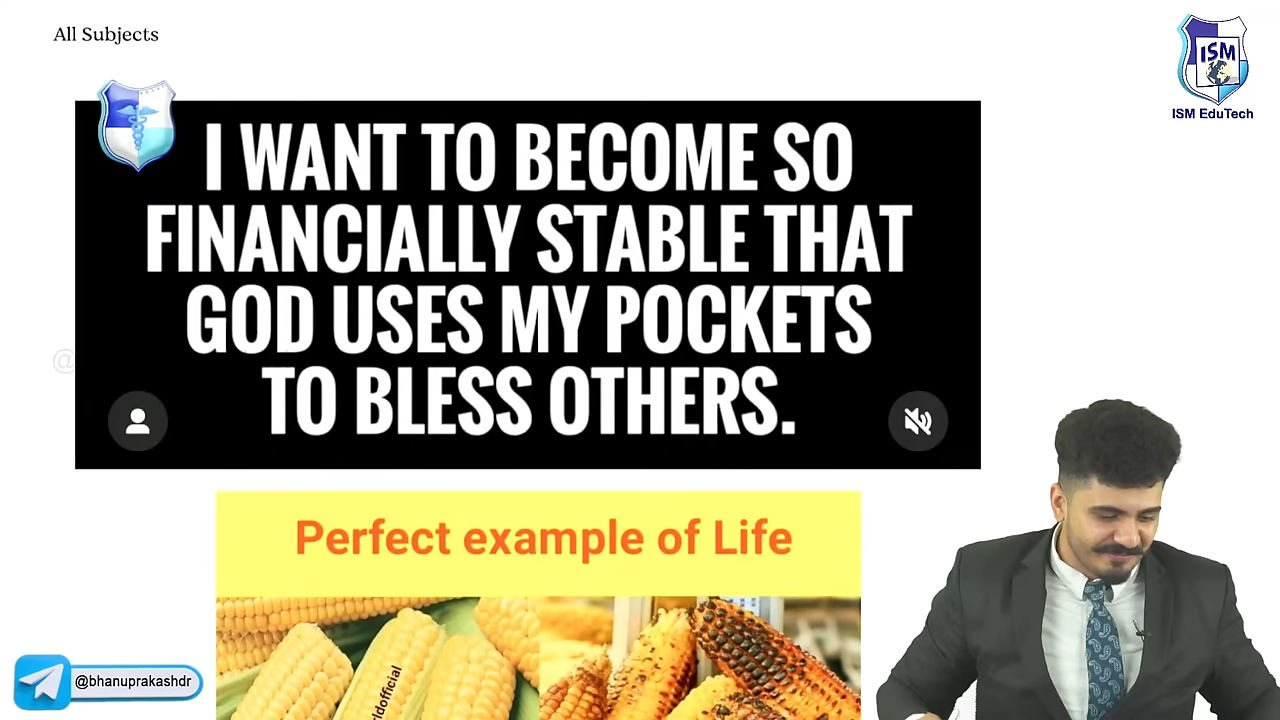 All Subjects
ISM
ISM EduTech
I WANT TO BECOME SO
FINANCIALLY STABLE THAT
GOD USES MY POCKETS
TO BLESS OTHERS.
@
Perfect example of Life
ldofficial
@bhanuprakashdr